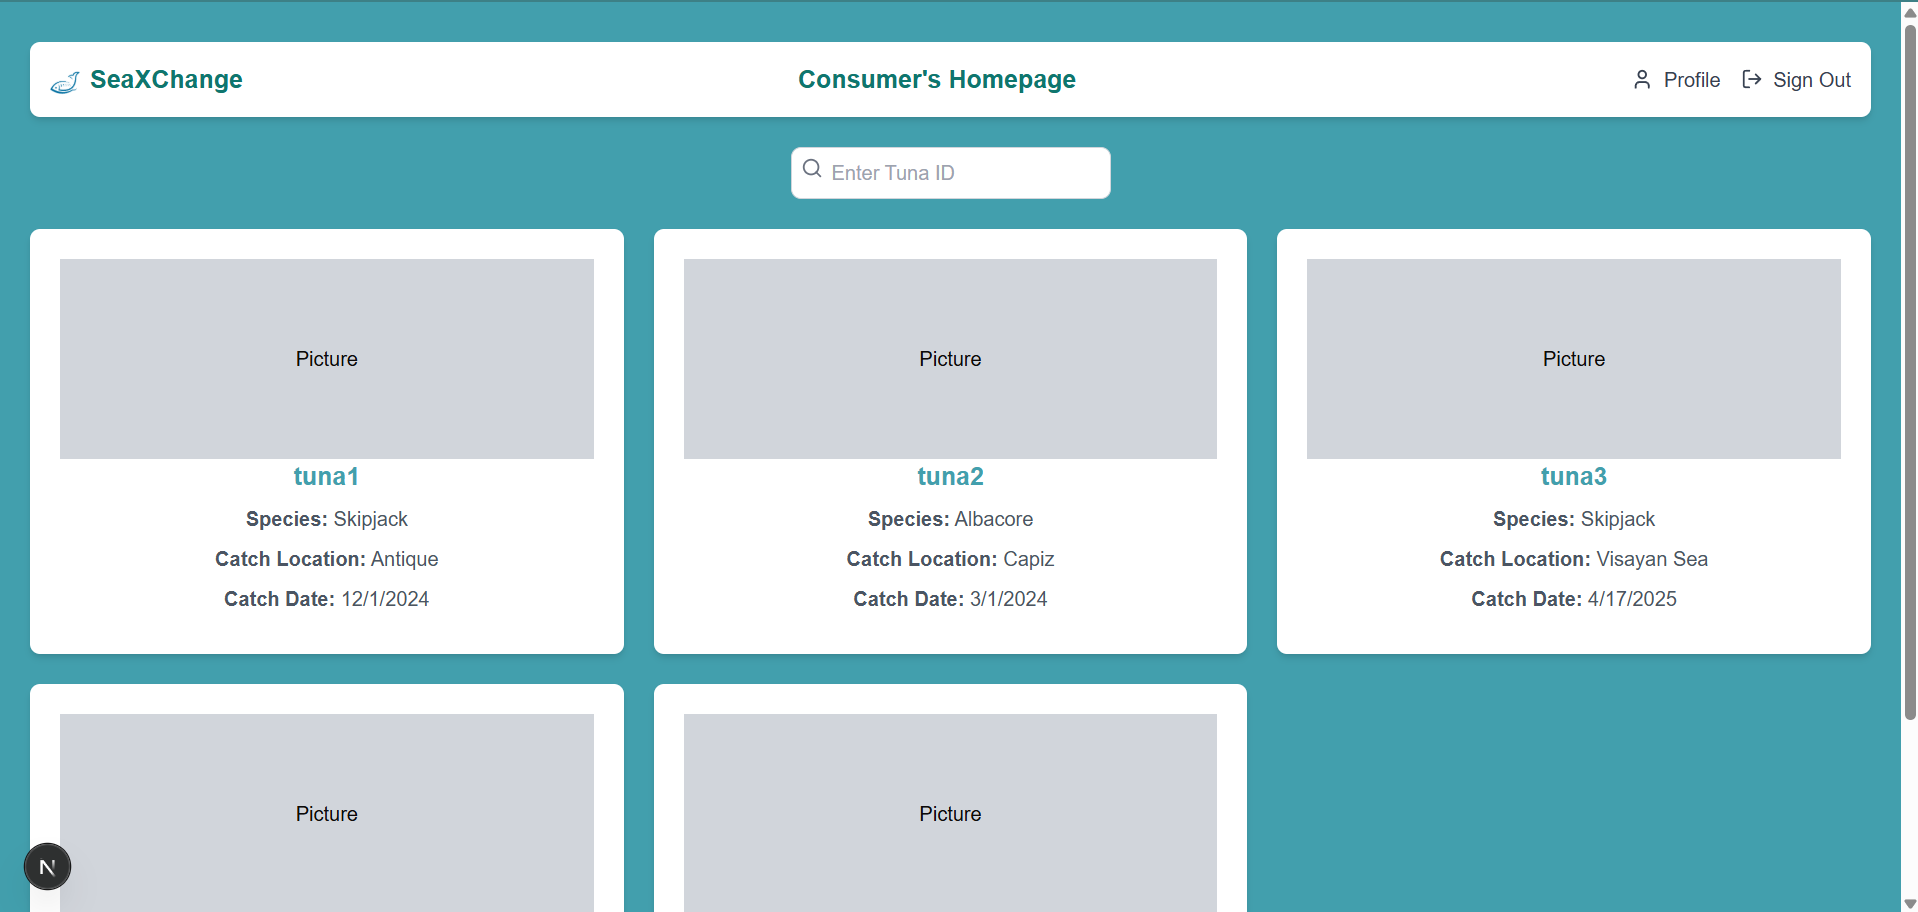 SeaXChange
Consumer's Homepage
Profile
Sign Out
Enter Tuna ID
Picture
Picture
Picture
tuna1
Species: Skipjack
Catch Location: Antique
Catch Date: 12/1/2024
tuna2
Species: Albacore
Catch Location: Capiz
Catch Date: 3/1/2024
tuna3
Species: Skipjack
Catch Location: Visayan Sea
Catch Date: 4/17/2025
Picture
Picture
N